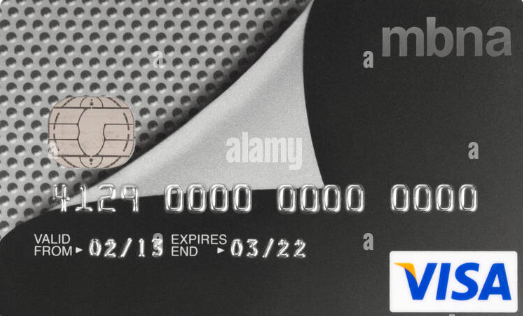 mbna
alamy
4129 0000 0000 0000
VALID FROM ▸ 02/13 EXPIRES END ▸ 03/22
VISA